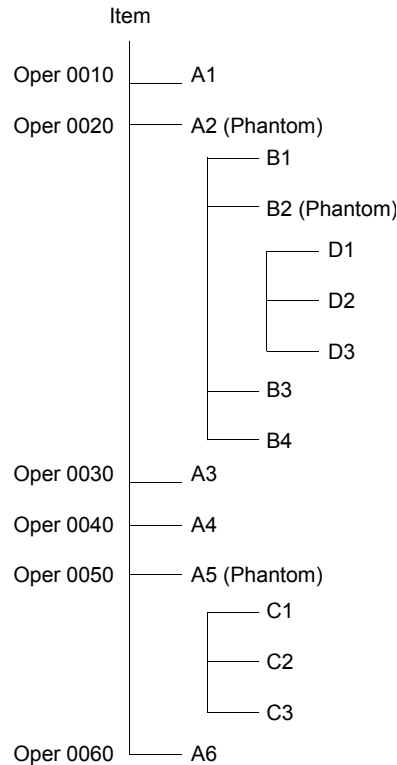 Item
Oper 0010 A1
Oper 0020 A2 (Phantom)
B1
B2 (Phantom)
D1
D2
D3
B3
B4
Oper 0030 A3
Oper 0040 A4
Oper 0050 A5 (Phantom)
C1
C2
C3
Oper 0060 A6